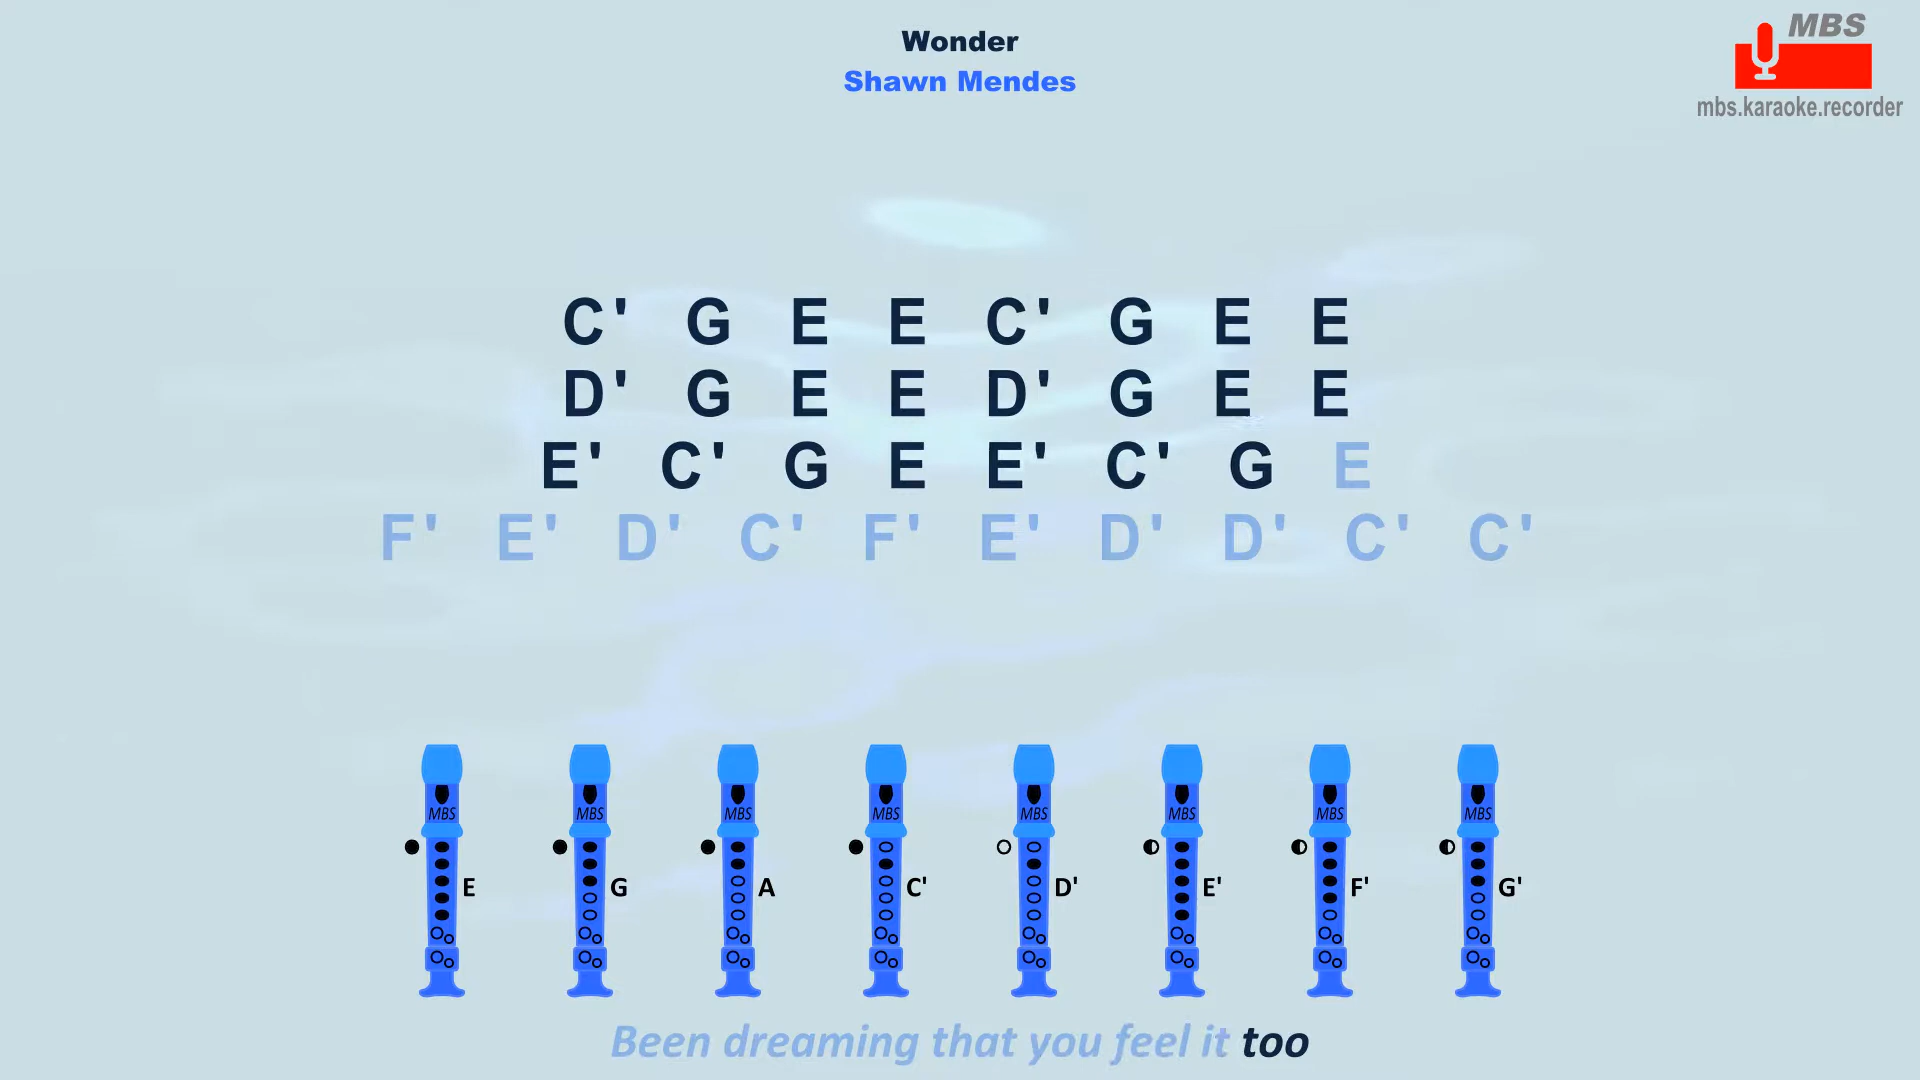 Wonder
Shawn Mendes
MBS
mbs.karaoke.recorder
C' G E E C' G E E
D' G E E D' G E E
E' C' G E E' C' G E
F' E' D' C' F' E' D' D' C' C'
MBS MBS MBS MBS MBS MBS MBS MBS
E G A C' D' E' F' G'
Been dreaming that you feel it too